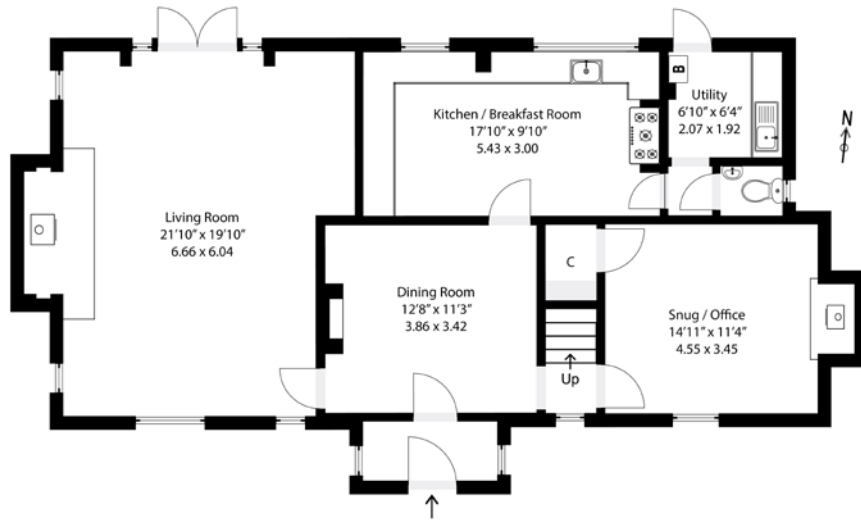 Living Room
21'10" x 19'10"
6.66 x 6.04
Kitchen / Breakfast Room
17'10" x 9'10"
5.43 x 3.00
B
Utility
6'10" x 6'4"
2.07 x 1.92
N
Dining Room
12'8" x 11'3"
3.86 x 3.42
C
Up
Snug / Office
14'11" x 11'4"
4.55 x 3.45